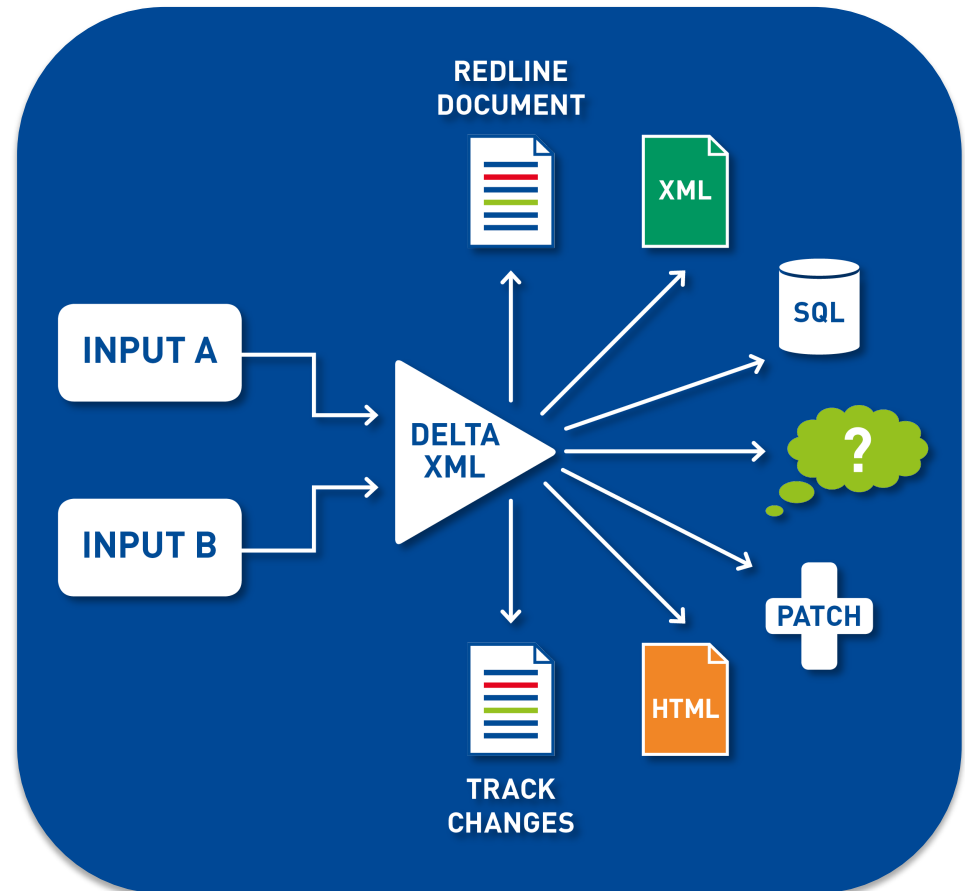 REDLINE
DOCUMENT
XML
SQL
INPUT A
DELTA
XML
?
INPUT B
PATCH
HTML
TRACK
CHANGES